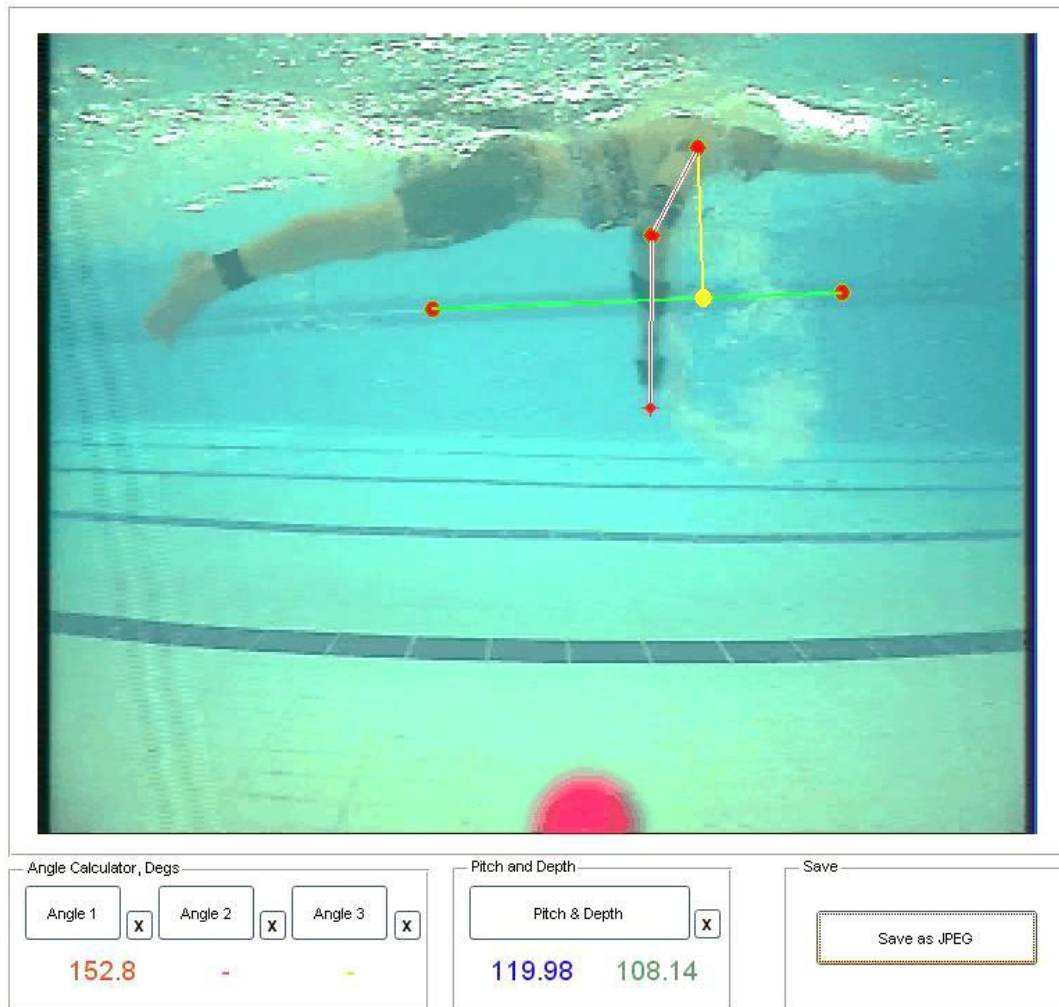 Angle Calculator, Degs
Angle 1
X
Angle 2
X
Angle 3
X
152.8
-
-
Pitch and Depth
Pitch & Depth
X
119.98
108.14
Save
Save as JPEG